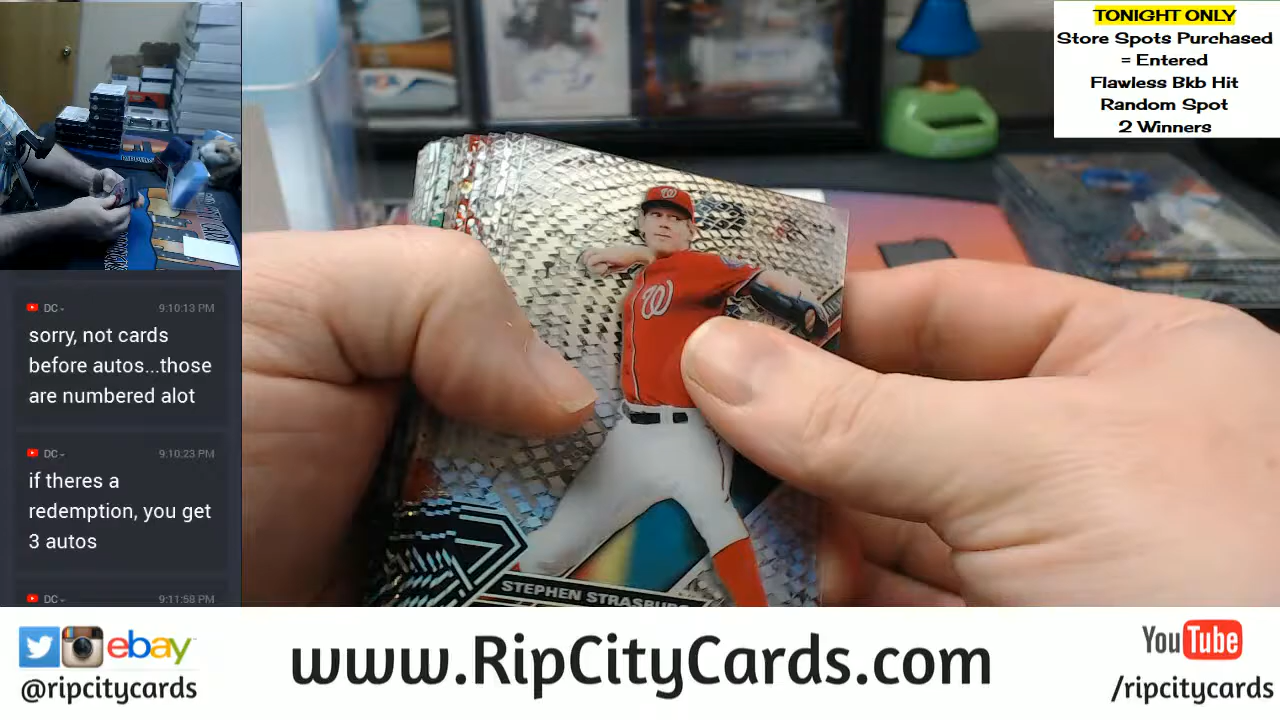 TONIGHT ONLY
Store Spots Purchased
= Entered
Flawless Bkb Hit
Random Spot
2 Winners
DC
9:10:13 PM
sorry, not cards
before autos...those
are numbered alot
DC
9:10:23 PM
if theres a
redemption, you get
3 autos
DC
9:11:58 PM
W
W
STEPHEN STRASBURG
ebay
@ripcitycards
www.RipCityCards.com
YouTube
/ripcitycards